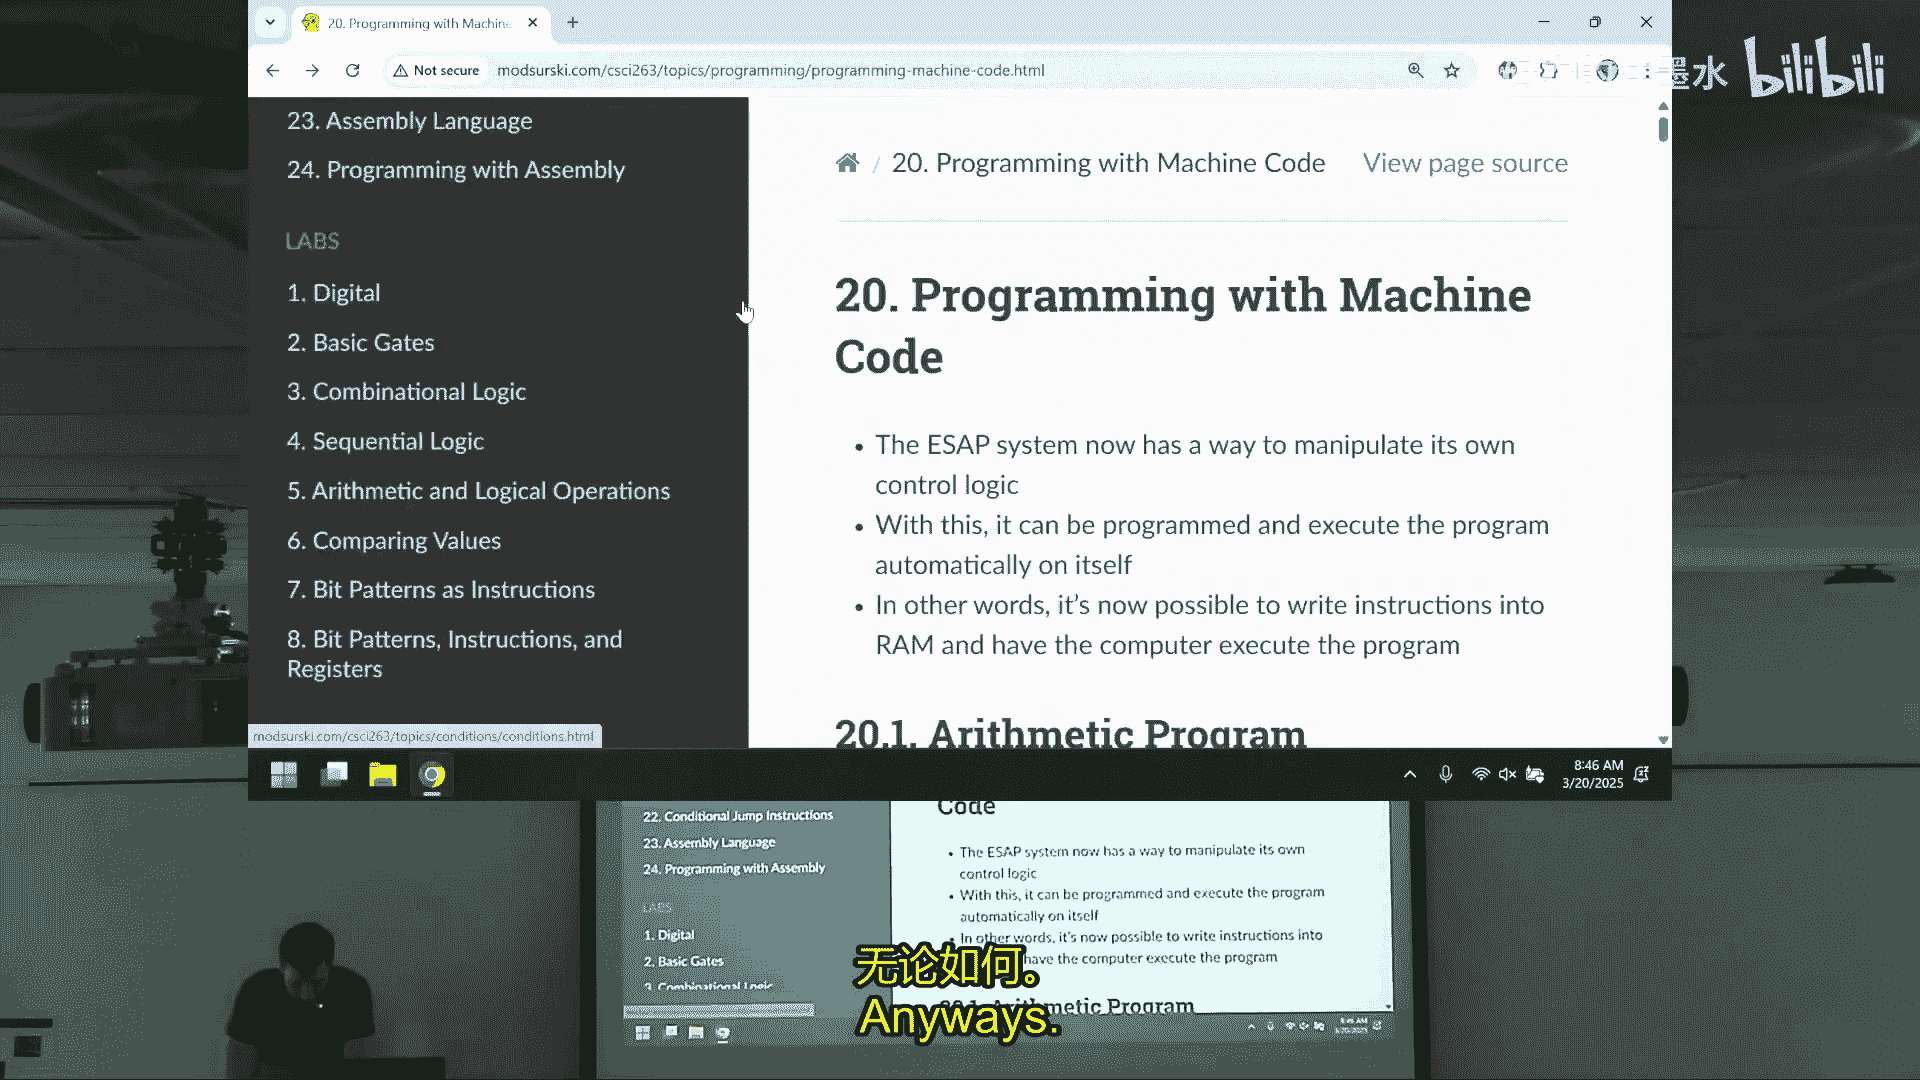 20. Programming with Machine
Not secure
modsurski.com/csci263/topics/programming/programming-machine-code.html
墨水
bilibili
23. Assembly Language
24. Programming with Assembly
LABS
1. Digital
2. Basic Gates
3. Combinational Logic
4. Sequential Logic
5. Arithmetic and Logical Operations
6. Comparing Values
7. Bit Patterns as Instructions
8. Bit Patterns, Instructions, and
Registers
modsurski.com/csci263/topics/conditions/conditions.html
/ 20. Programming with Machine Code
View page source
20. Programming with Machine
Code
• The ESAP system now has a way to manipulate its own
control logic
• With this, it can be programmed and execute the program
automatically on itself
• In other words, it’s now possible to write instructions into
RAM and have the computer execute the program
20.1. Arithmetic Program
8:46 AM
3/20/2025
22. Conditional Jump Instructions
23. Assembly Language
24. Programming with Assembly
LABS
1. Digital
2. Basic Gates
3. Combinational Logic
Code
• The ESAP system now has a way to manipulate its own
control logic
• With this, it can be programmed and execute the program
automatically on itself
• In other words, it's now possible to write instructions into
have the computer execute the program
Program
无论如何。
Anyways.